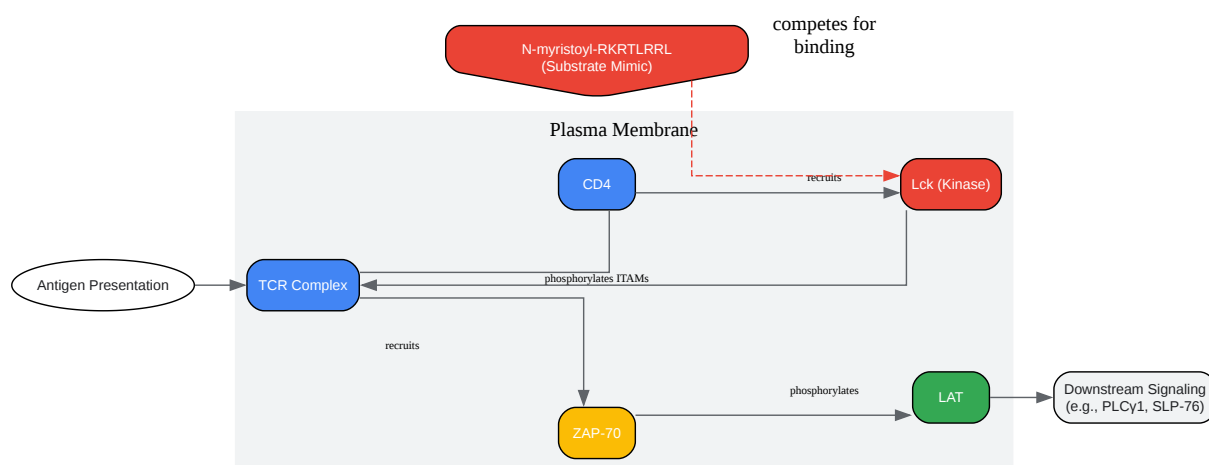 competes for
binding
N-myristoyl-RKRTLRRL
(Substrate Mimic)
Plasma Membrane
CD4
recruits
Lck (Kinase)
Antigen Presentation
TCR Complex
phosphorylates ITAMs
recruits
phosphorylates
LAT
Downstream Signaling
(e.g., PLCγ1, SLP-76)
ZAP-70